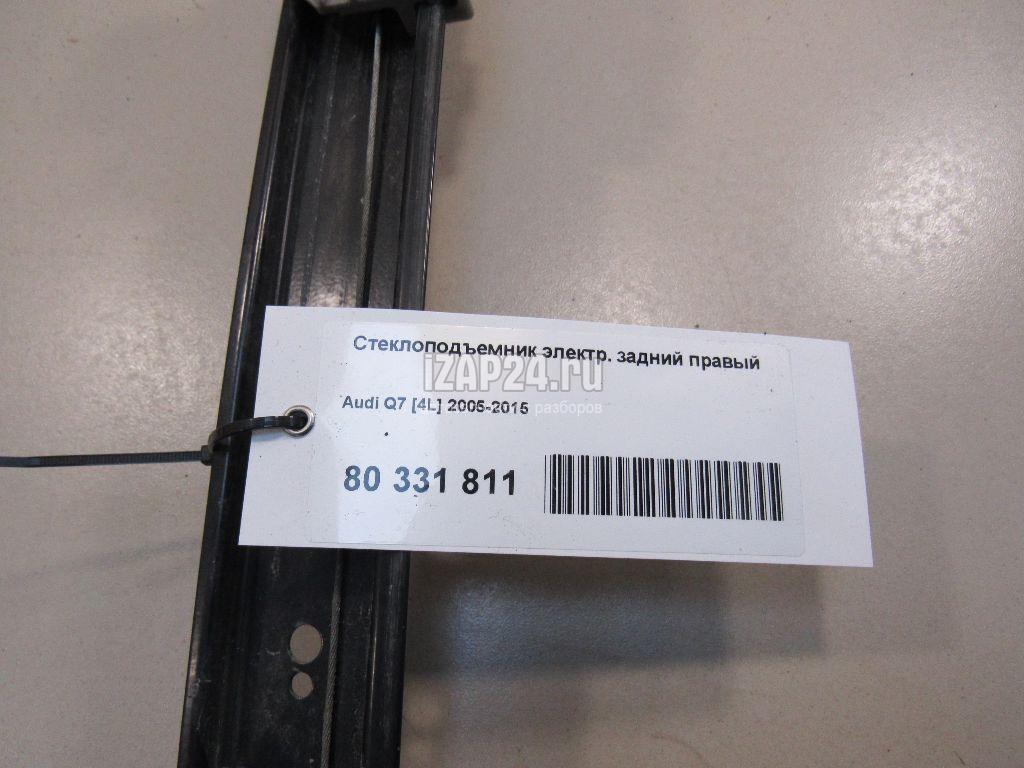 Стеклоподъемник электр. задний правый
iZAP24.ru
Audi Q7 [4L] 2005-2015
разборов
80 331 811